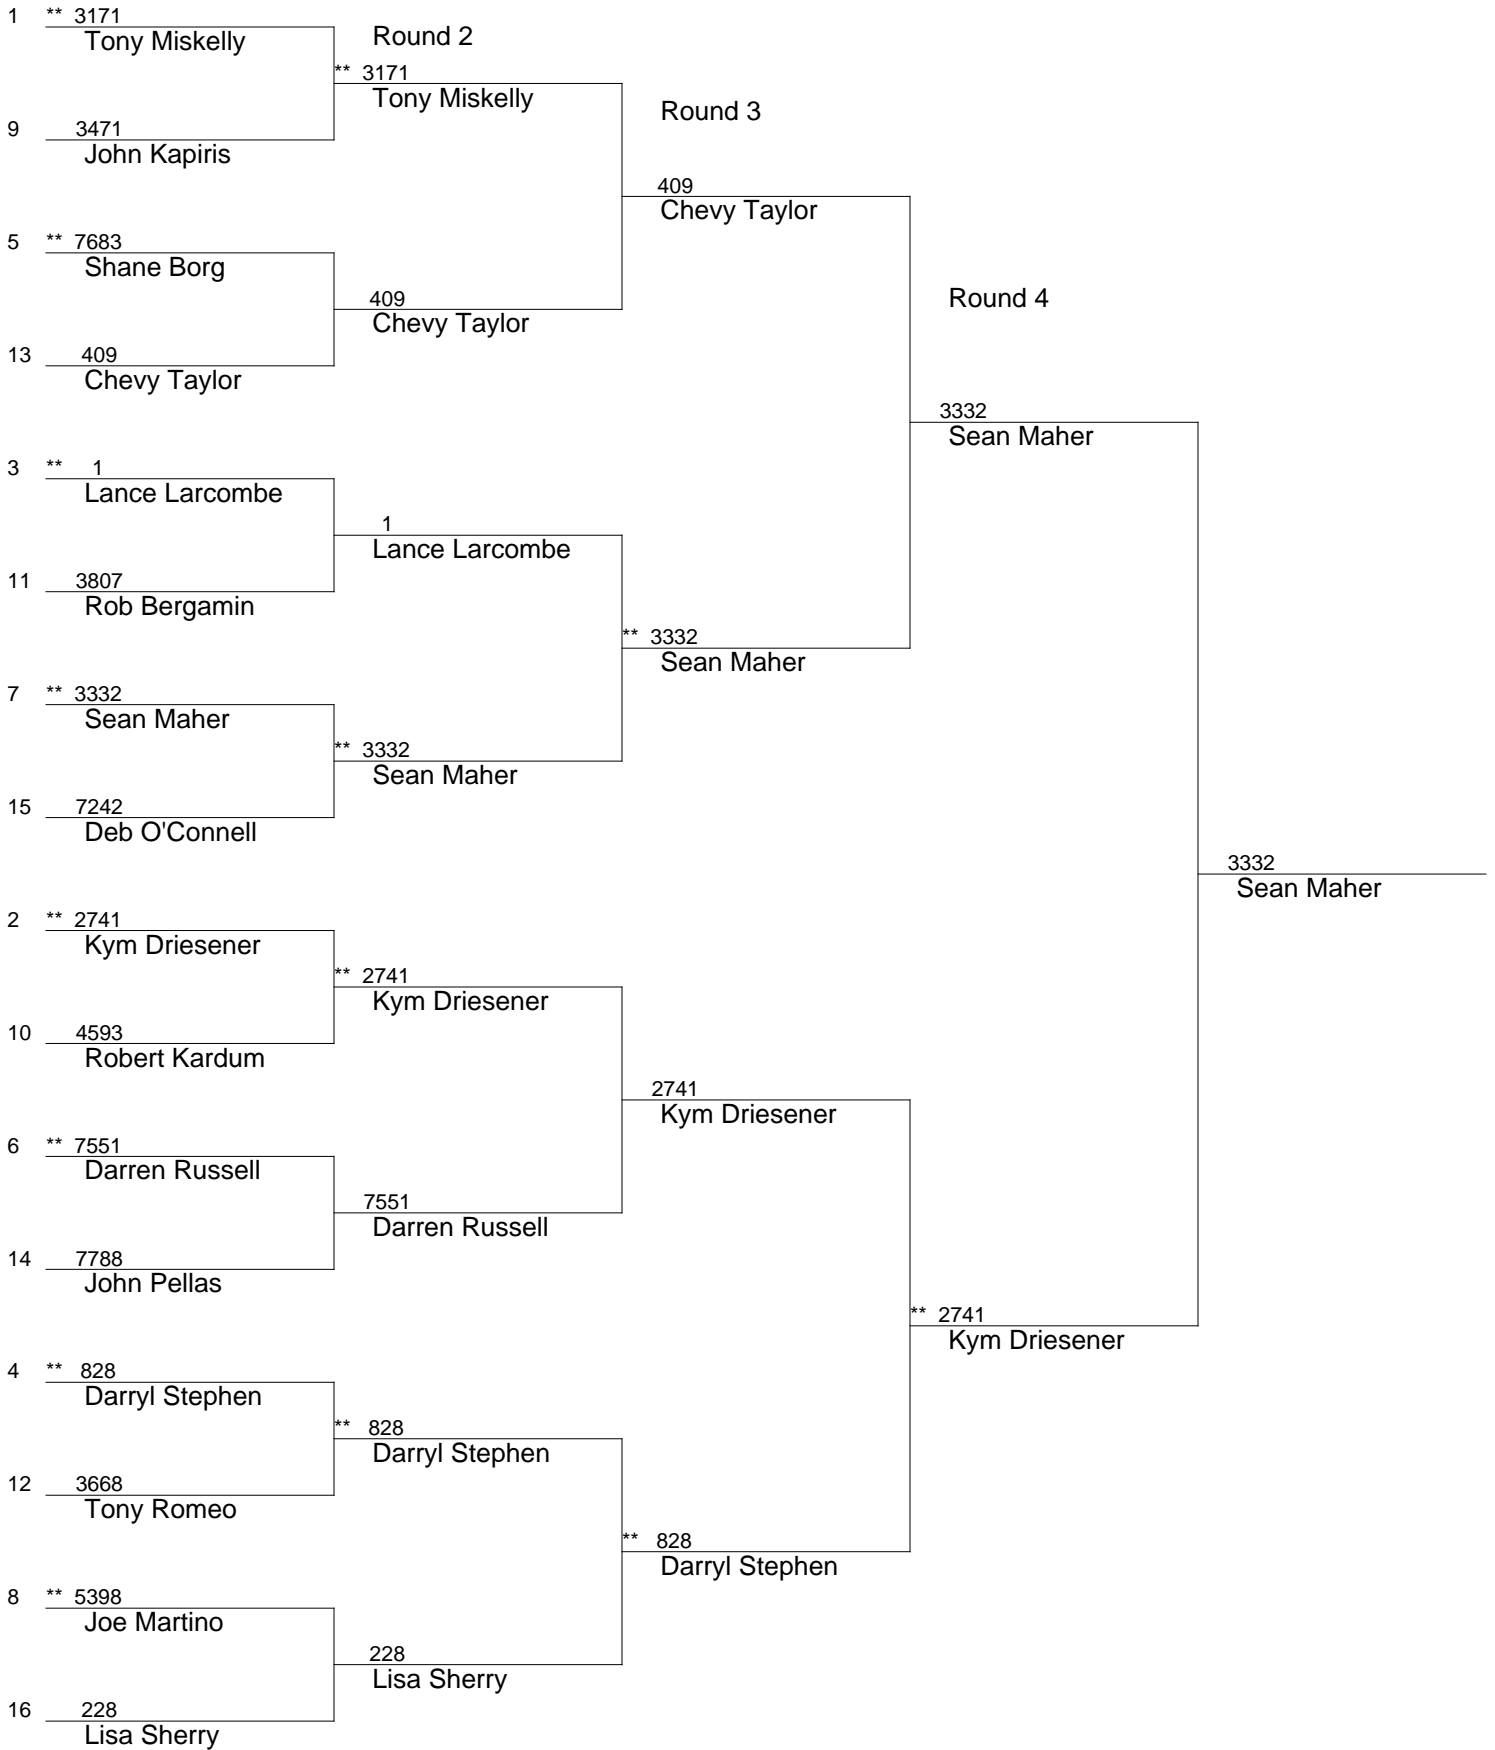 1 ** 3171
Tony Miskelly
Round 2
** 3171
Tony Miskelly
Round 3
9 3471
John Kapiris
409
Chevy Taylor
5 ** 7683
Shane Borg
Round 4
409
Chevy Taylor
13 409
Chevy Taylor
3332
Sean Maher
3 ** 1
Lance Larcombe
1
Lance Larcombe
11 3807
Rob Bergamin
** 3332
Sean Maher
7 ** 3332
Sean Maher
** 3332
Sean Maher
15 7242
Deb O'Connell
3332
Sean Maher
2 ** 2741
Kym Driesener
** 2741
Kym Driesener
10 4593
Robert Kardum
2741
Kym Driesener
6 ** 7551
Darren Russell
7551
Darren Russell
14 7788
John Pellas
** 2741
Kym Driesener
4 ** 828
Darryl Stephen
** 828
Darryl Stephen
12 3668
Tony Romeo
** 828
Darryl Stephen
8 ** 5398
Joe Martino
228
Lisa Sherry
16 228
Lisa Sherry